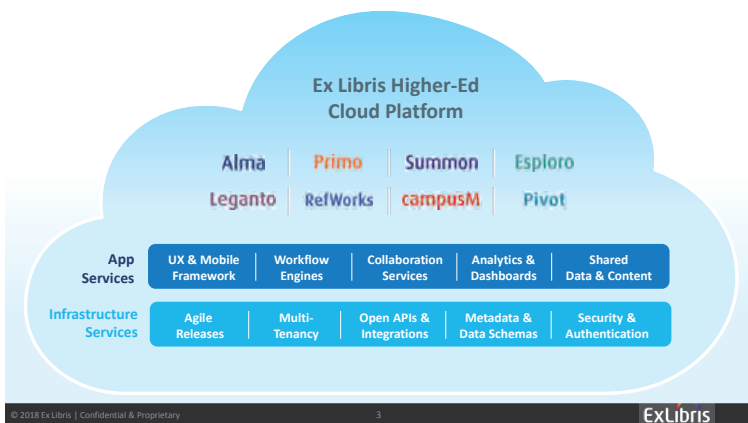 Ex Libris Higher-Ed
Cloud Platform
Alma Primo Summon Esploro
Leganto RefWorks campusM Pivot
App
Services
UX & Mobile
Framework
Workflow
Engines
Collaboration
Services
Analytics &
Dashboards
Shared
Data & Content
Infrastructure
Services
Agile
Releases
Multi-
Tenancy
Open APIs &
Integrations
Metadata &
Data Schemas
Security &
Authentication
© 2018 Ex Libris | Confidential & Proprietary 3 ExLibris